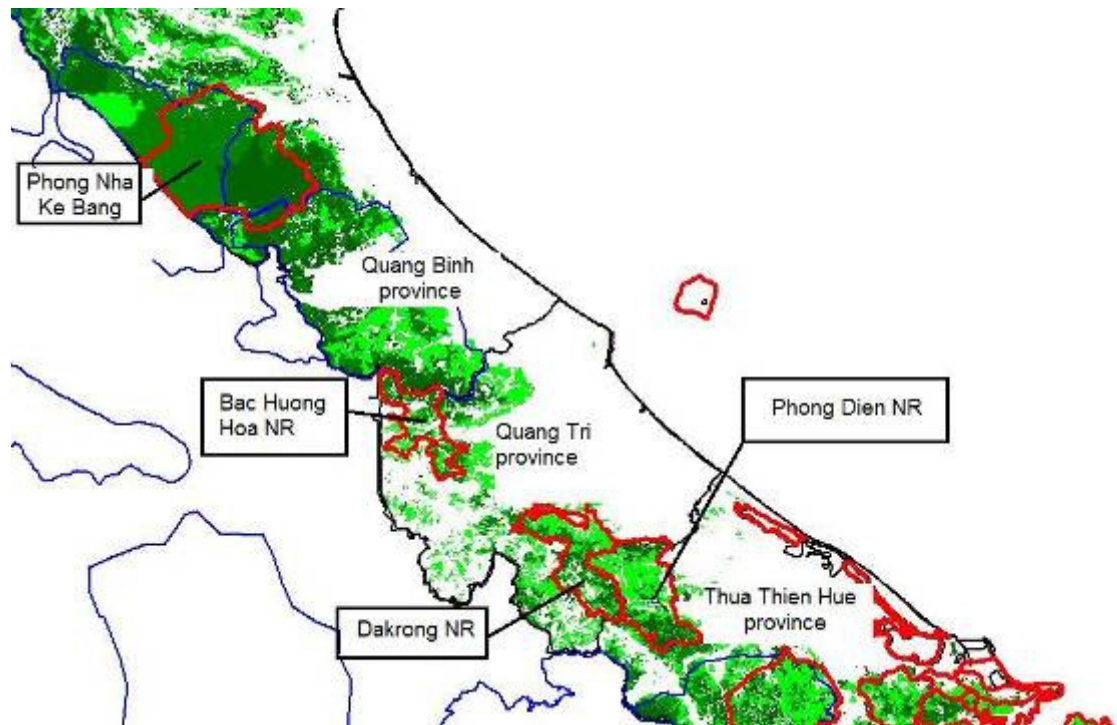 Phong Nha
Ke Bang
Quang Binh
province
Bac Huong
Hoa NR
Quang Tri
province
Phong Dien NR
Dakrong NR
Thua Thien Hue
province